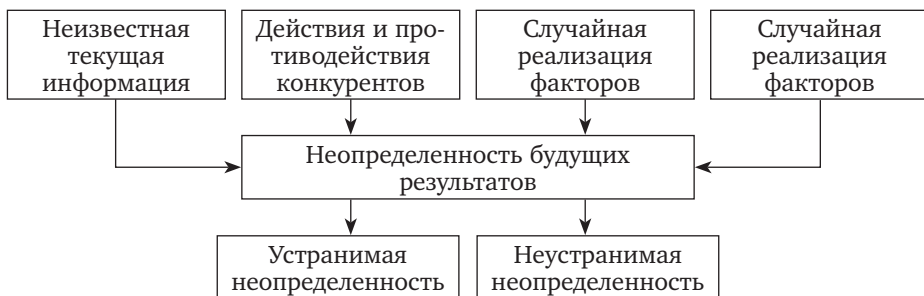 Неизвестная
текущая
информация
Действия и про-
тиводействия
конкурентов
Случайная
реализация
факторов
Случайная
реализация
факторов
Неопределенность будущих
результатов
Устранимая
неопределенность
Неустранимая
неопределенность